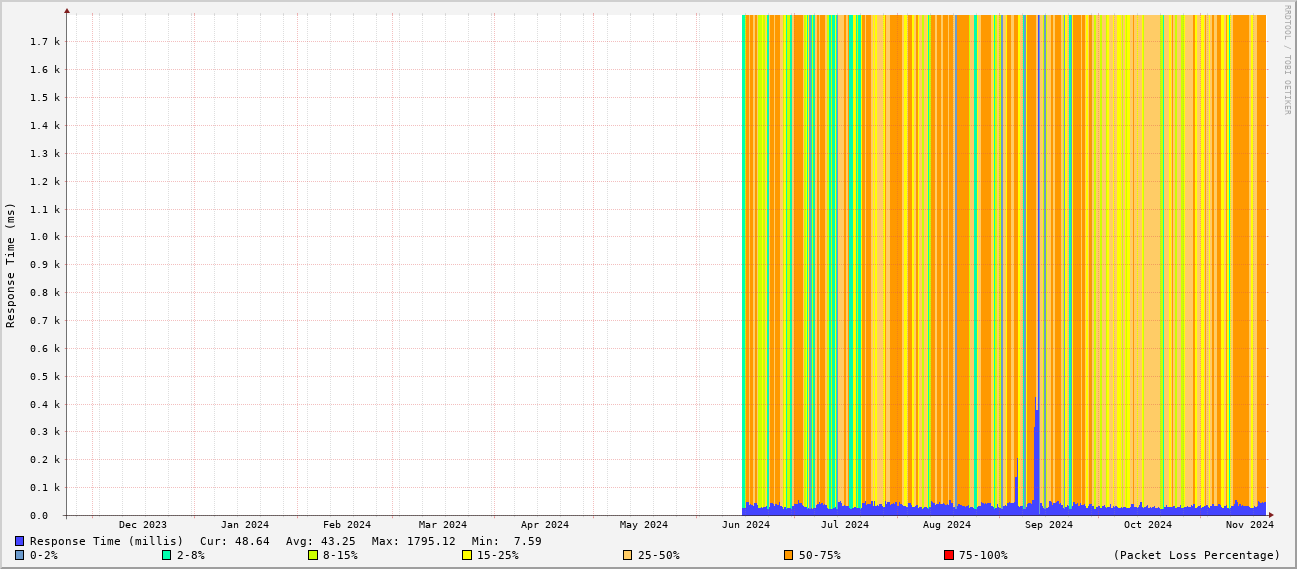 1.7 k
1.6 k
1.5 k
1.4 k
1.3 k
1.2 k
1.1 k
1.0 k
0.9 k
0.8 k
0.7 k
0.6 k
0.5 k
0.4 k
0.3 k
0.2 k
0.1 k
0.0
Response Time (ms)
RRDTOOL / TOBI OETIKER
Dec 2023 Jan 2024 Feb 2024 Mar 2024 Apr 2024 May 2024 Jun 2024 Jul 2024 Aug 2024 Sep 2024 Oct 2024 Nov 2024
Response Time (millis) Cur: 48.64 Avg: 43.25 Max: 1795.12 Min: 7.59
0-2% 2-8% 8-15% 15-25% 25-50% 50-75% 75-100% (Packet Loss Percentage)